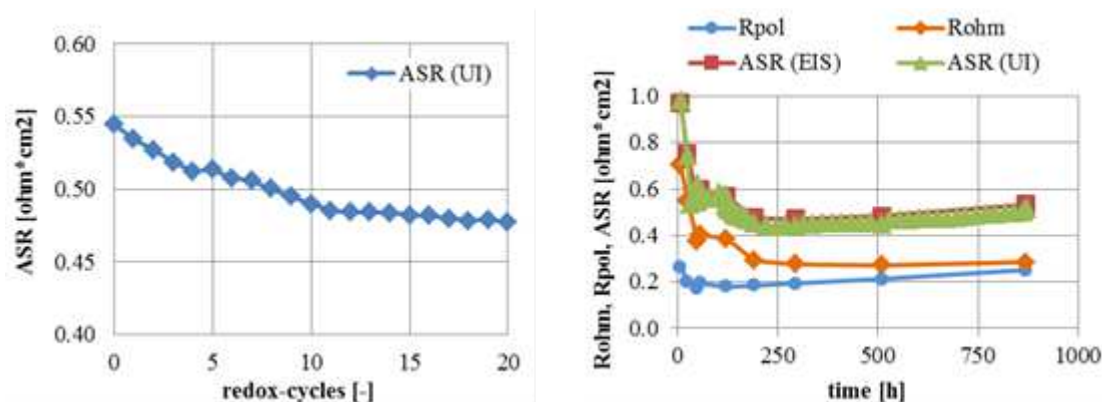 0.60
0.55
0.50
0.45
0.40
ASR [ohm*cm2]
ASR (UI)
0 5 10 15 20
redox-cycles [-]
Rpol Rohm
ASR (EIS) ASR (UI)
1.0
0.8
0.6
0.4
0.2
0.0
Rohm, Rpol, ASR [ohm*cm2]
0 250 500 750 1000
time [h]